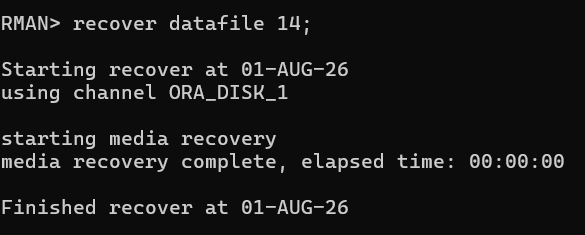 RMAN> recover datafile 14;
Starting recover at 01-AUG-26
using channel ORA_DISK_1
starting media recovery
media recovery complete, elapsed time: 00:00:00
Finished recover at 01-AUG-26